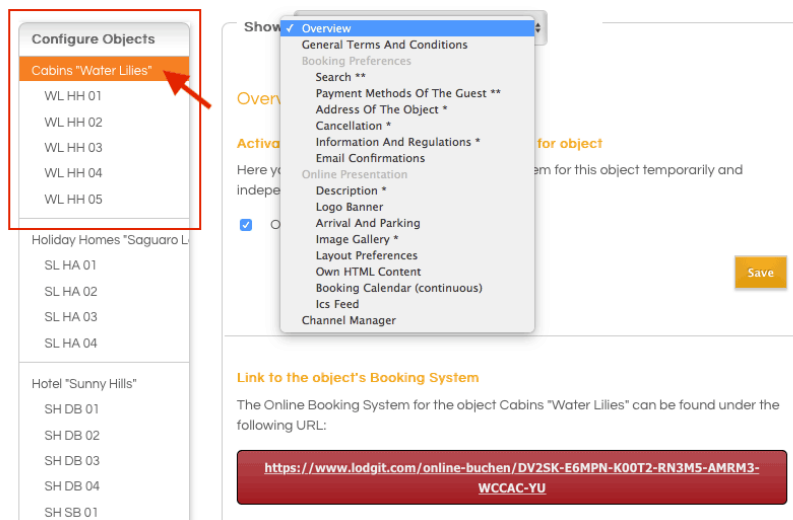 Configure Objects
Cabins "Water Lilies"
WL HH 01
WL HH 02
WL HH 03
WL HH 04
WL HH 05
Holiday Homes "Saguaro
SL HA 01
SL HA 02
SL HA 03
SL HA 04
Hotel "Sunny Hills"
SH DB 01
SH DB 02
SH DB 03
SH DB 04
SH SB 01
Show
✓ Overview
General Terms And Conditions
Booking Preferences
Search **
Payment Methods Of The Guest **
Address Of The Object *
Cancellation *
Information And Regulations *
Email Confirmations
Online Presentation
Description *
Logo Banner
Arrival And Parking
Image Gallery *
Layout Preferences
Own HTML Content
Booking Calendar (continuous)
Ics Feed
Channel Manager
for object
Here
for this object temporarily and
Save
Link to the object's Booking System
The Online Booking System for the object Cabins "Water Lilies" can be found under the
following URL:
https://www.lodgit.com/online-buchen/DV2SK-E6MPN-K00T2-RN3M5-AMRM3-
WCCAC-YU